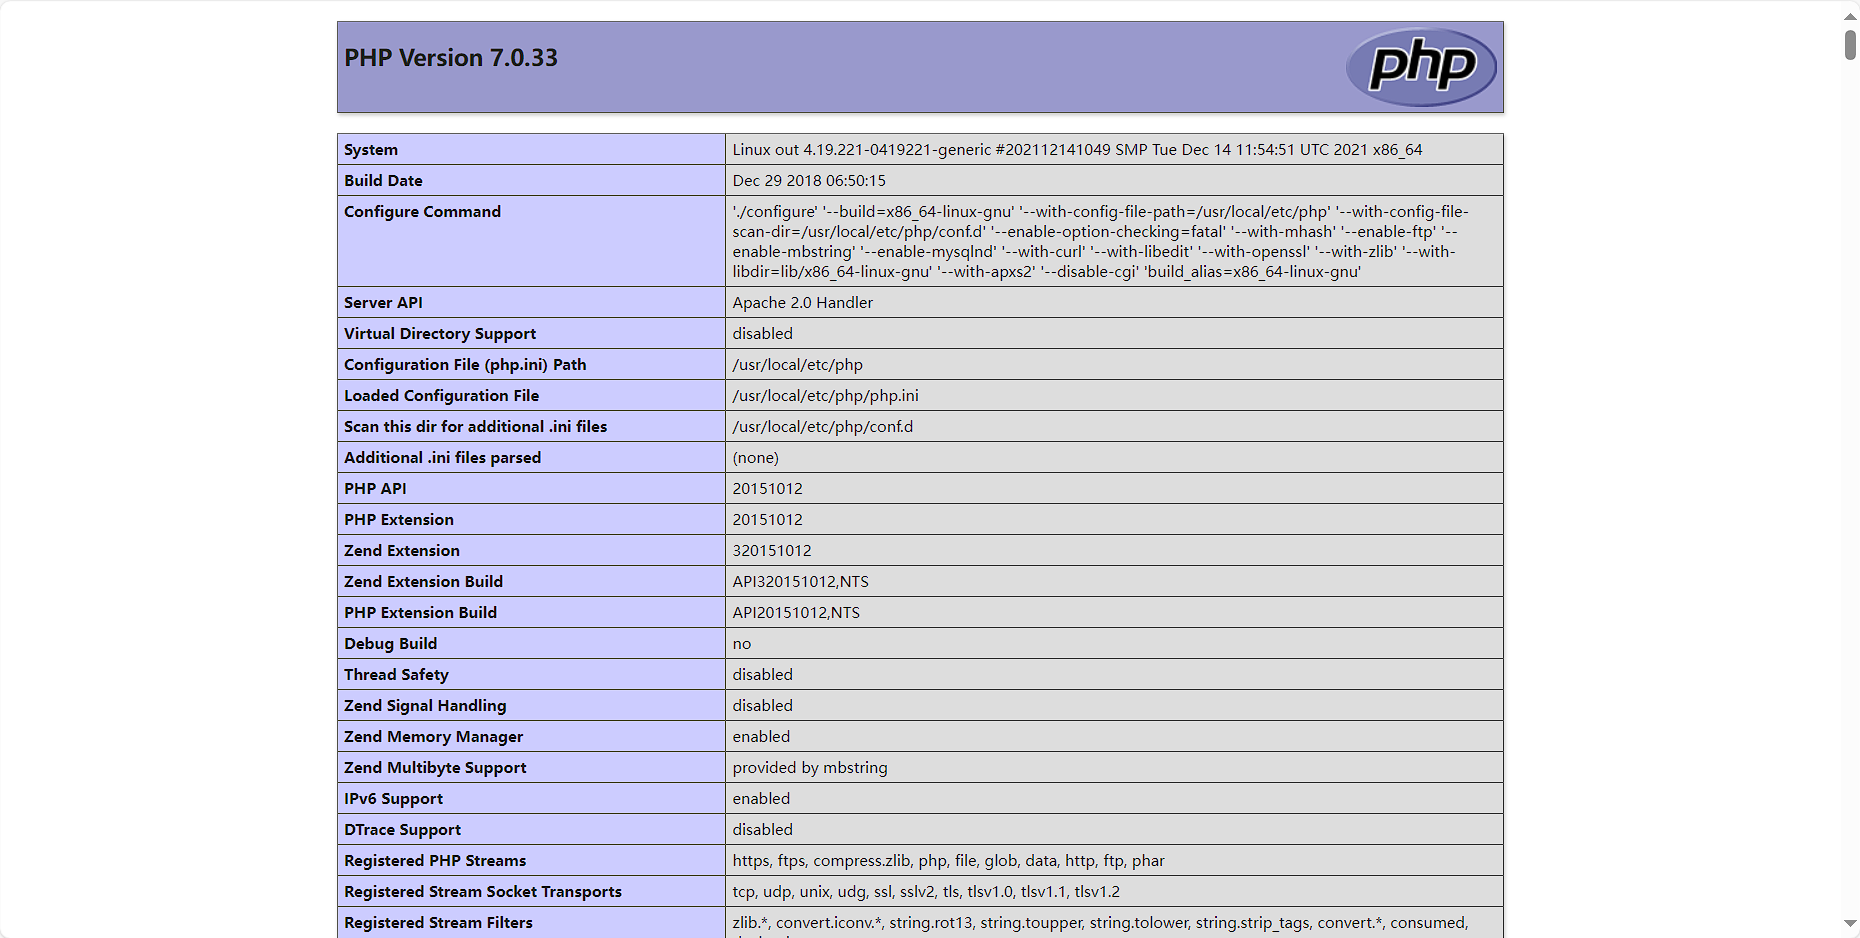 PHP Version 7.0.33
php
System Linux out 4.19.221-0419221-generic #202112141049 SMP Tue Dec 14 11:54:51 UTC 2021 x86_64
Build Date Dec 29 2018 06:50:15
Configure Command './configure' '--build=x86_64-linux-gnu' '--with-config-file-path=/usr/local/etc/php' '--with-config-file-
scan-dir=/usr/local/etc/php/conf.d' '--enable-option-checking=fatal' '--with-mhash' '--enable-ftp' '--
enable-mbstring' '--enable-mysqlnd' '--with-curl' '--with-libedit' '--with-openssl' '--with-zlib' '--with-
libdir=lib/x86_64-linux-gnu' '--with-apxs2' '--disable-cgi' 'build_alias=x86_64-linux-gnu'
Server API Apache 2.0 Handler
Virtual Directory Support disabled
Configuration File (php.ini) Path /usr/local/etc/php
Loaded Configuration File /usr/local/etc/php/php.ini
Scan this dir for additional .ini files /usr/local/etc/php/conf.d
Additional .ini files parsed (none)
PHP API 20151012
PHP Extension 20151012
Zend Extension 320151012
Zend Extension Build API320151012,NTS
PHP Extension Build API20151012,NTS
Debug Build no
Thread Safety disabled
Zend Signal Handling disabled
Zend Memory Manager enabled
Zend Multibyte Support provided by mbstring
IPv6 Support enabled
DTrace Support disabled
Registered PHP Streams https, ftps, compress.zlib, php, file, glob, data, http, ftp, phar
Registered Stream Socket Transports tcp, udp, unix, udg, ssl, sslv2, tls, tlsv1.0, tlsv1.1, tlsv1.2
Registered Stream Filters zlib.*, convert.iconv.*, string.rot13, string.toupper, string.tolower, string.strip_tags, convert.*, consumed,